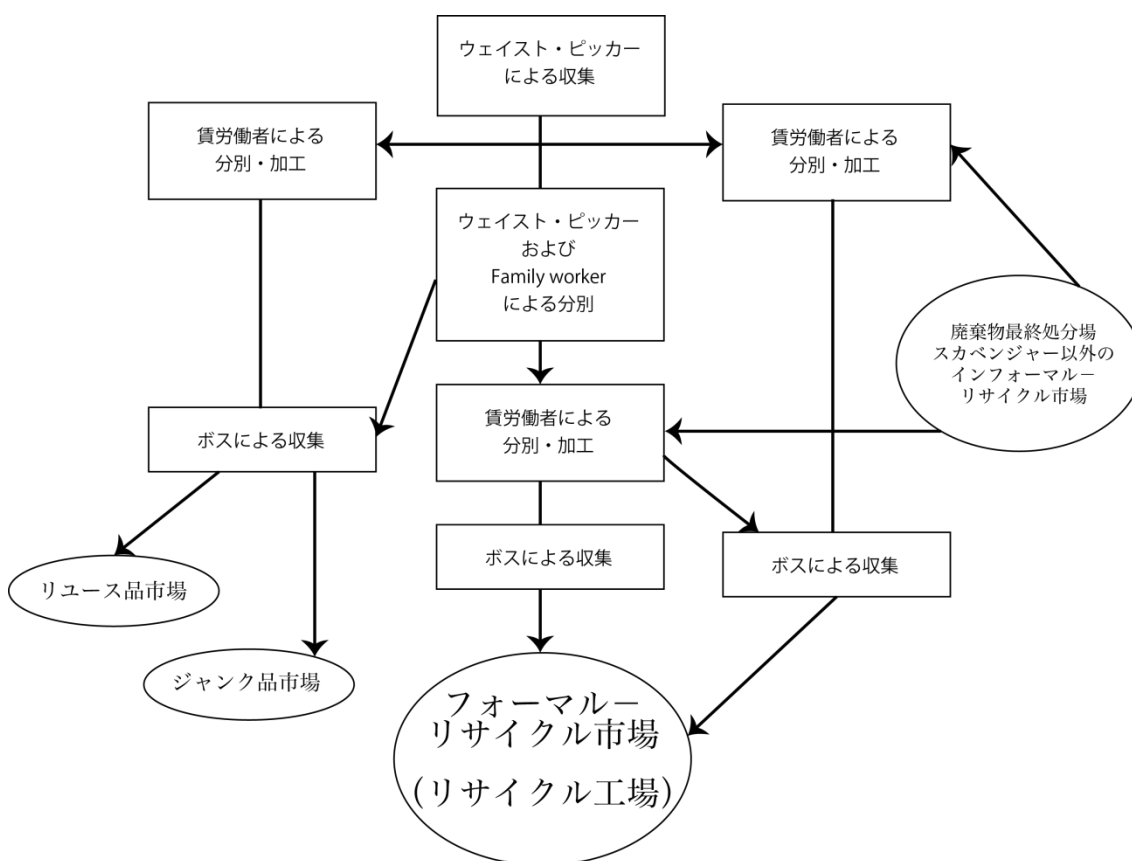 ウェイスト・ピッカー
による収集
賃労働者による
分別・加工
賃労働者による
分別・加工
ウェイスト・ピッカー
および
Family worker
による分別
廃棄物最終処分場
スカベンジャー以外の
インフォーマルー
リサイクル市場
ボスによる収集
賃労働者による
分別・加工
ボスによる収集
ボスによる収集
リユース品市場
ジャンク品市場
フォーマルー
リサイクル市場
(リサイクル工場)